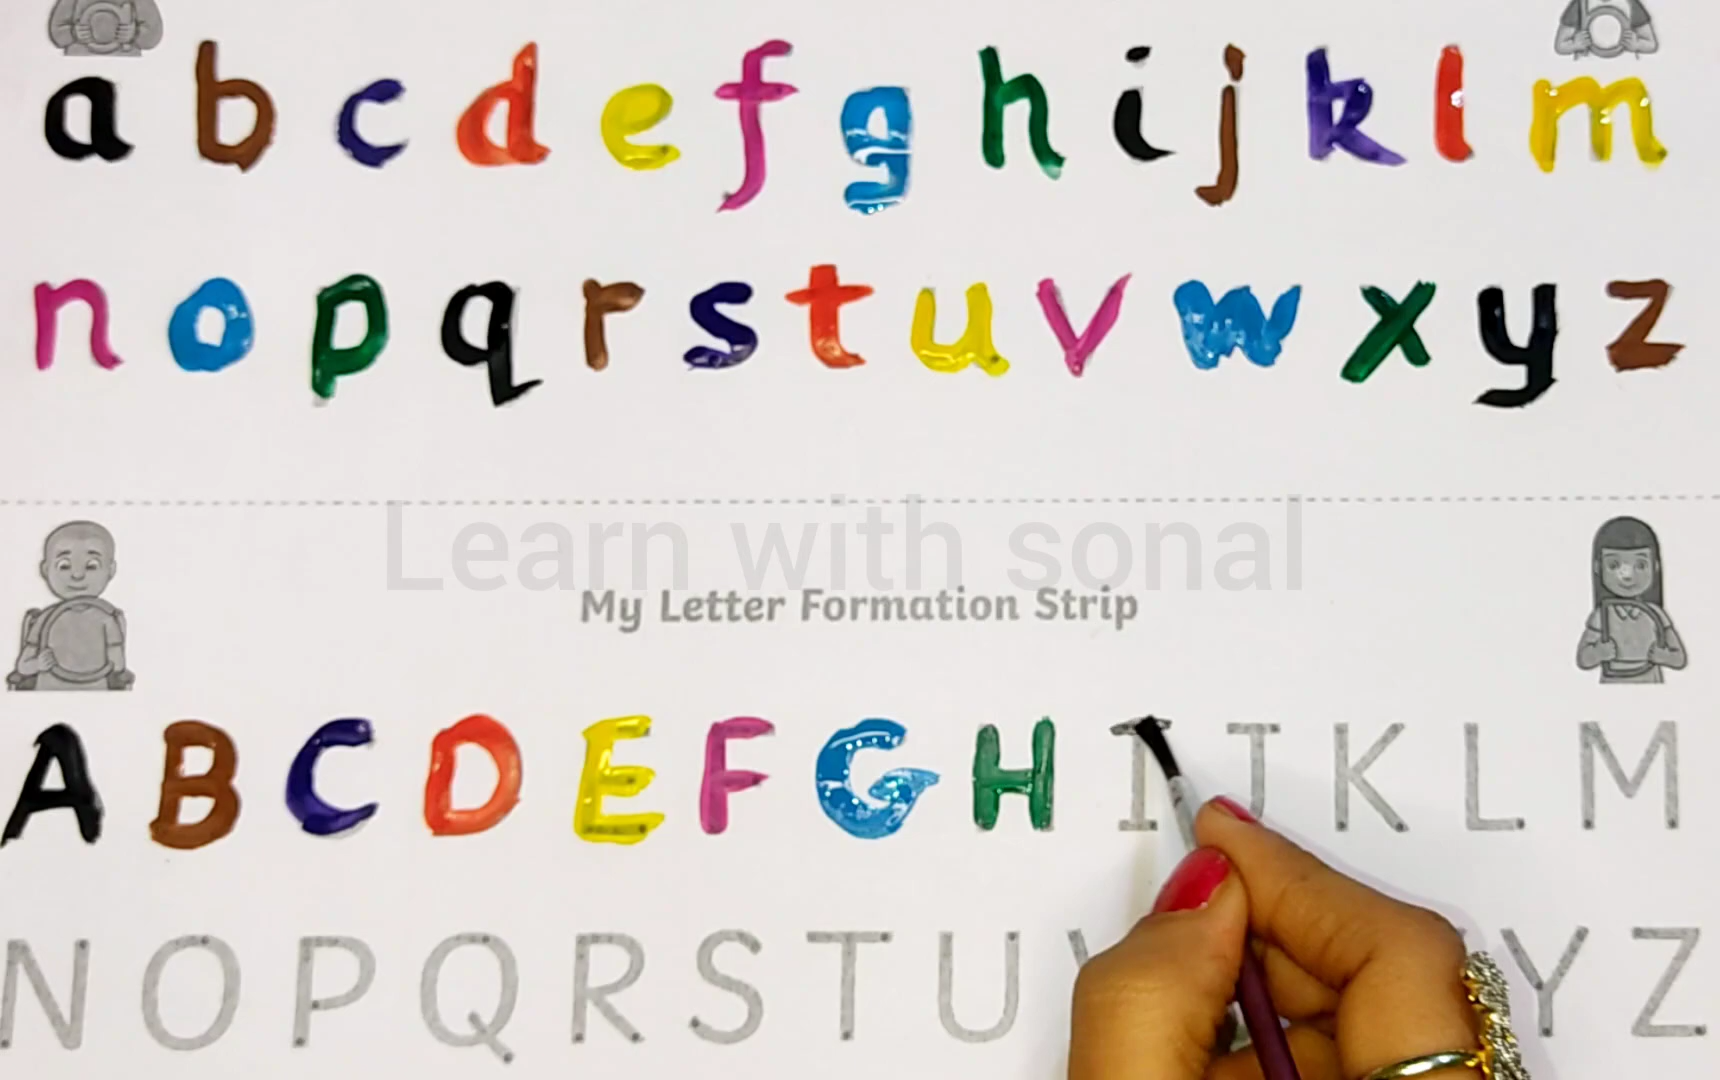 a b c d e f g h i j k l m
n o p q r s t u v w x y z
Learn with sonal
My Letter Formation Strip
A B C D E F G H I J K L M
N O P Q R S T U Y Z